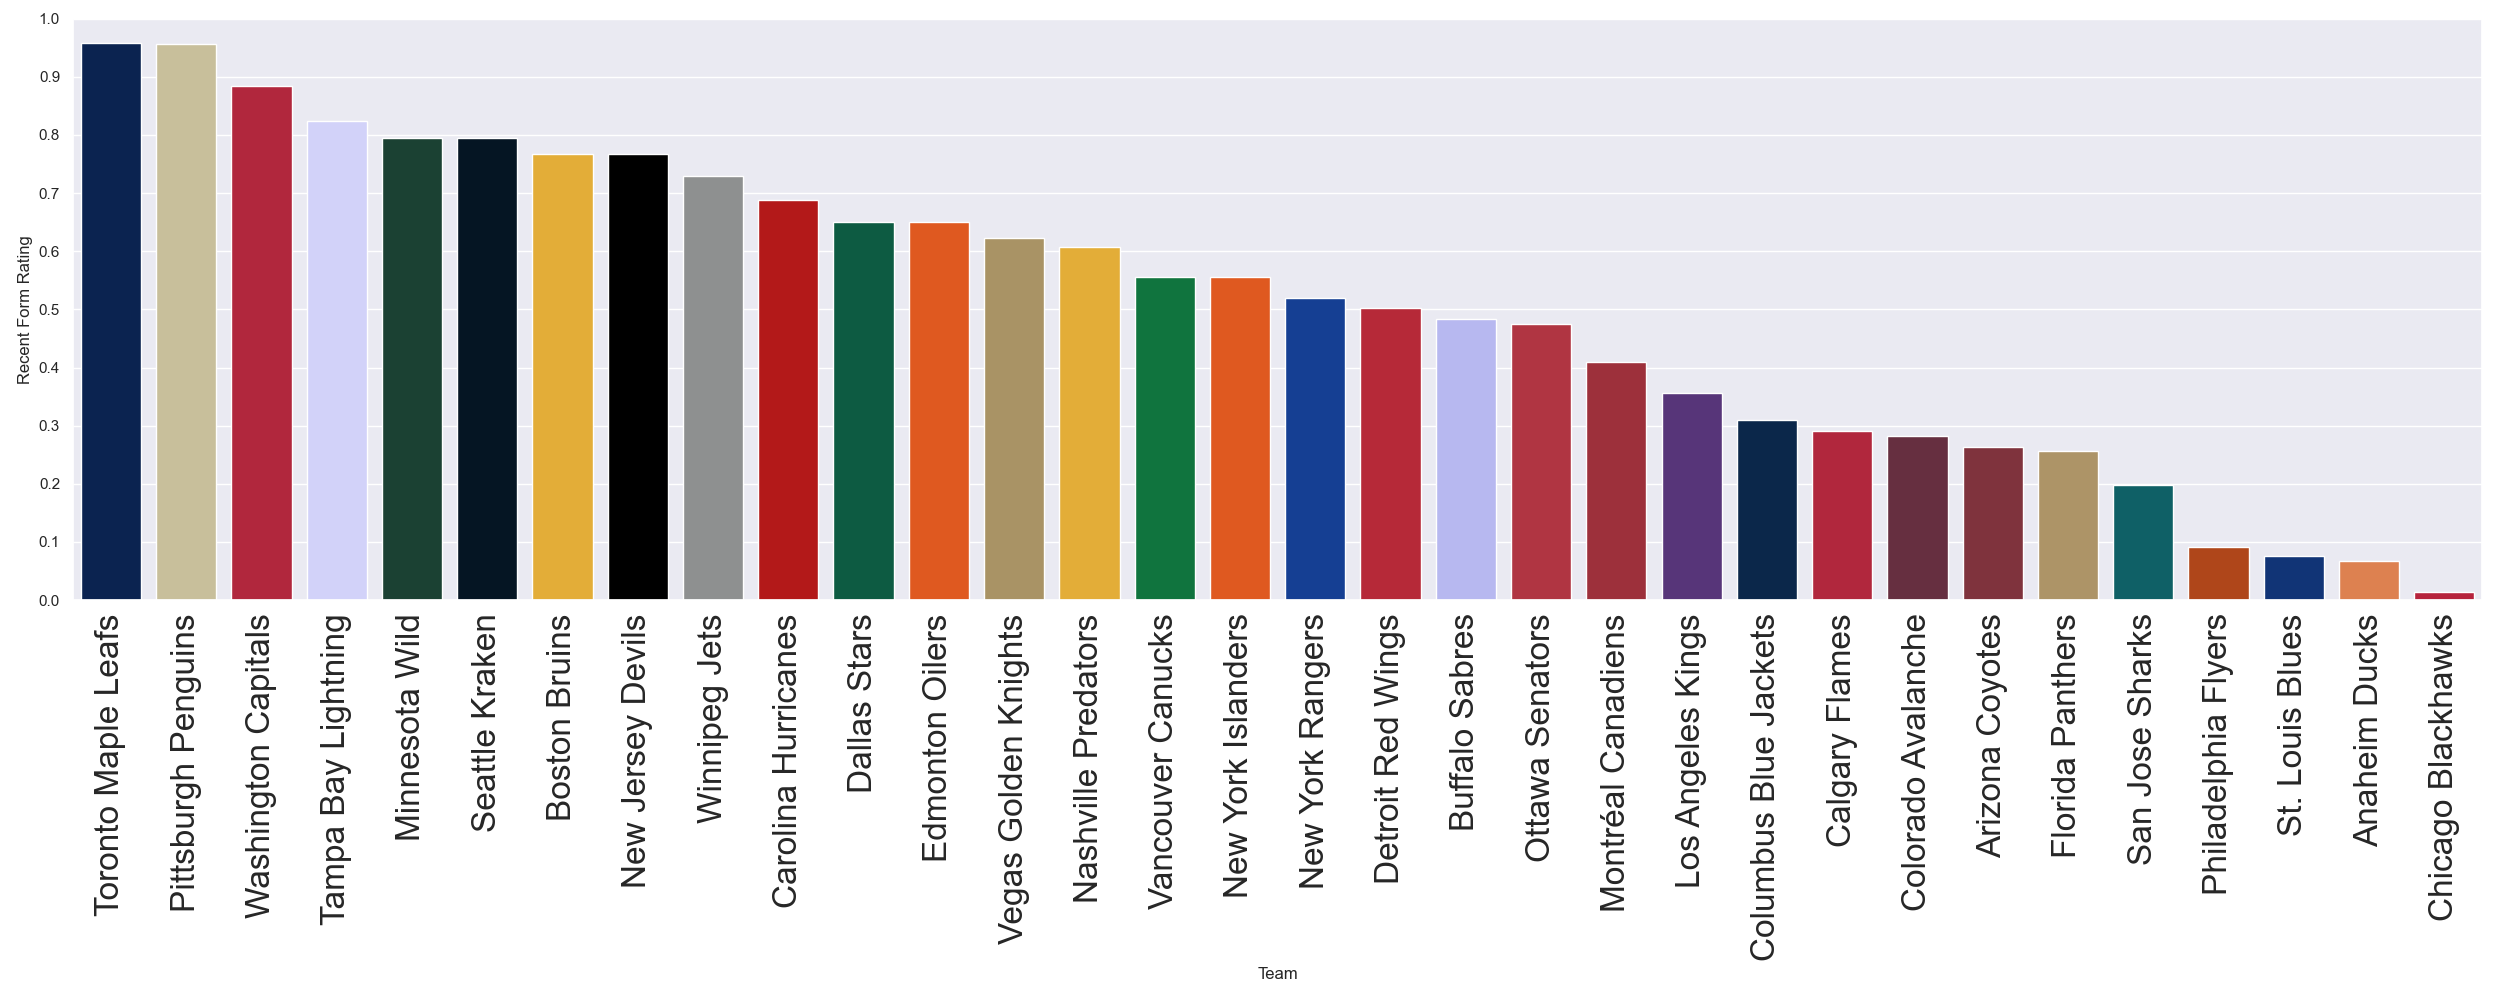 1.0
0.9
0.8
0.7
0.6
0.5
0.4
0.3
0.2
0.1
0.0
Recent Form Rating
Toronto Maple Leafs
Pittsburgh Penguins
Washington Capitals
Tampa Bay Lightning
Minnesota Wild
Seattle Kraken
Boston Bruins
New Jersey Devils
Winnipeg Jets
Carolina Hurricanes
Dallas Stars
Edmonton Oilers
Vegas Golden Knights
Nashville Predators
Vancouver Canucks
New York Islanders
New York Rangers
Detroit Red Wings
Buffalo Sabres
Ottawa Senators
Montréal Canadiens
Los Angeles Kings
Columbus Blue Jackets
Calgary Flames
Colorado Avalanche
Arizona Coyotes
Florida Panthers
San Jose Sharks
Philadelphia Flyers
St. Louis Blues
Anaheim Ducks
Chicago Blackhawks
Team